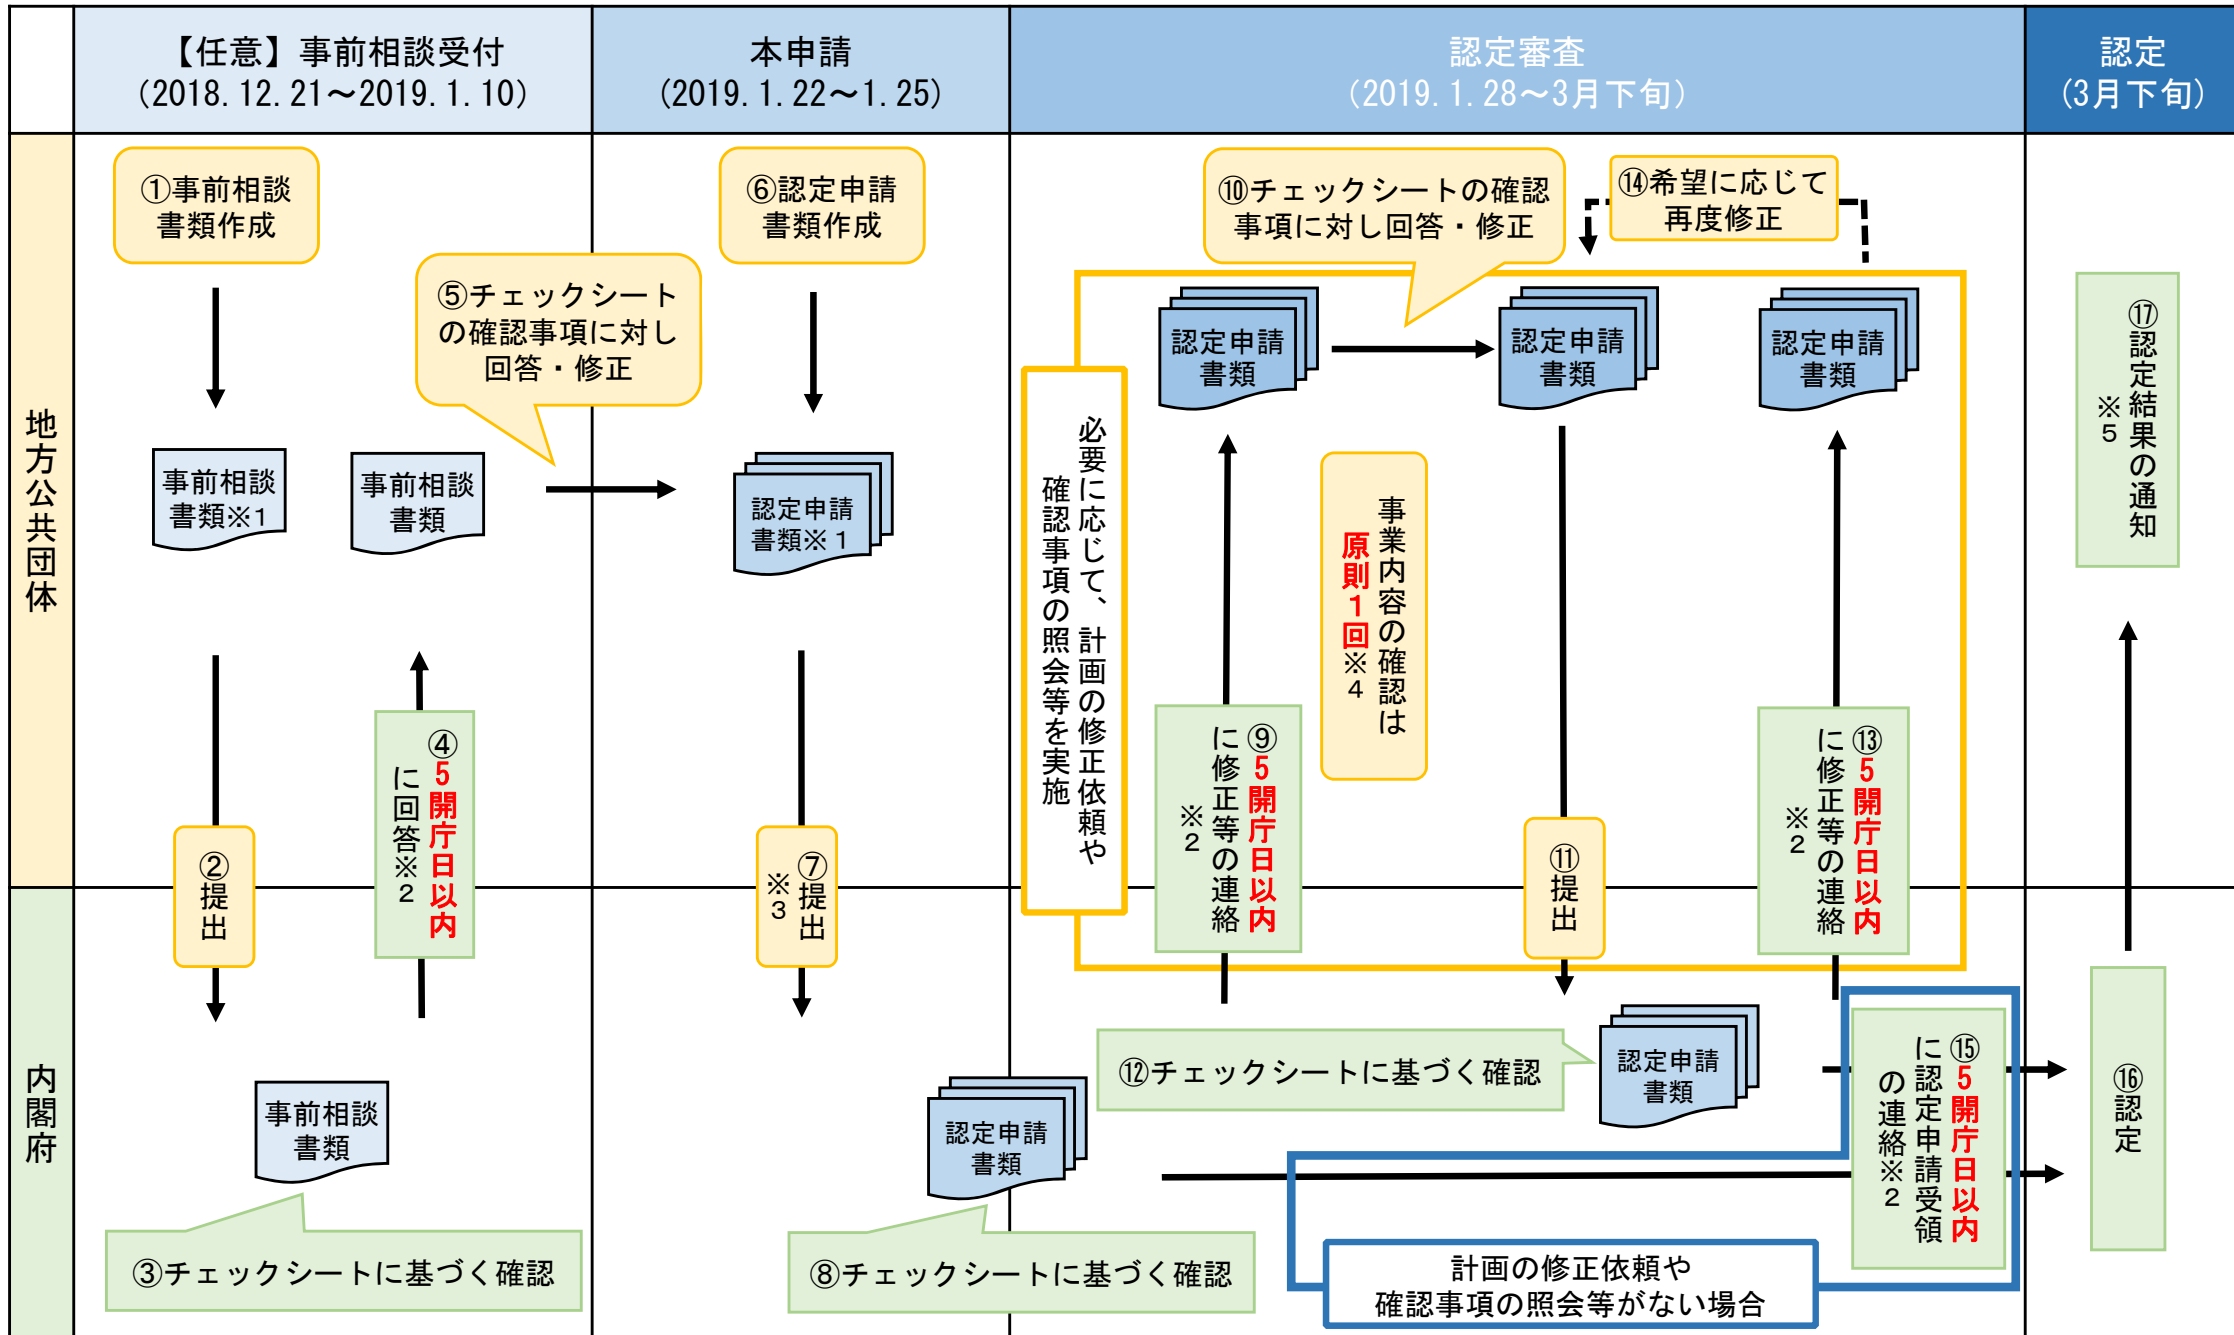 【任意】事前相談受付
(2018.12.21～2019.1.10)
本申請
(2019.1.22～1.25)
認定審査
(2019.1.28～3月下旬)
認定
(3月下旬)
地方公共団体
①事前相談
書類作成
事前相談
書類※1
②提出
事前相談
書類
④5開庁日以内
に回答※2
⑤チェックシート
の確認事項に対し
回答・修正
⑥認定申請
書類作成
認定申請
書類※1
⑦提出
※3
必要に応じて、計画の修正依頼や
確認事項の照会等を実施
認定申請
書類
⑨5開庁日以内
に修正等の連絡
※2
⑩チェックシートの確認
事項に対し回答・修正
事業内容の確認は
原則1回※4
認定申請
書類
⑪提出
⑭希望に応じて
再度修正
認定申請
書類
⑬5開庁日以内
に修正等の連絡
※2
⑰認定結果の通知
※5
内閣府
事前相談
書類
③チェックシートに基づく確認
認定申請
書類
⑧チェックシートに基づく確認
⑫チェックシートに基づく確認
認定申請
書類
⑮5開庁日以内
に認定申請受領
の連絡※2
計画の修正依頼や
確認事項の照会等がない場合
⑯認定